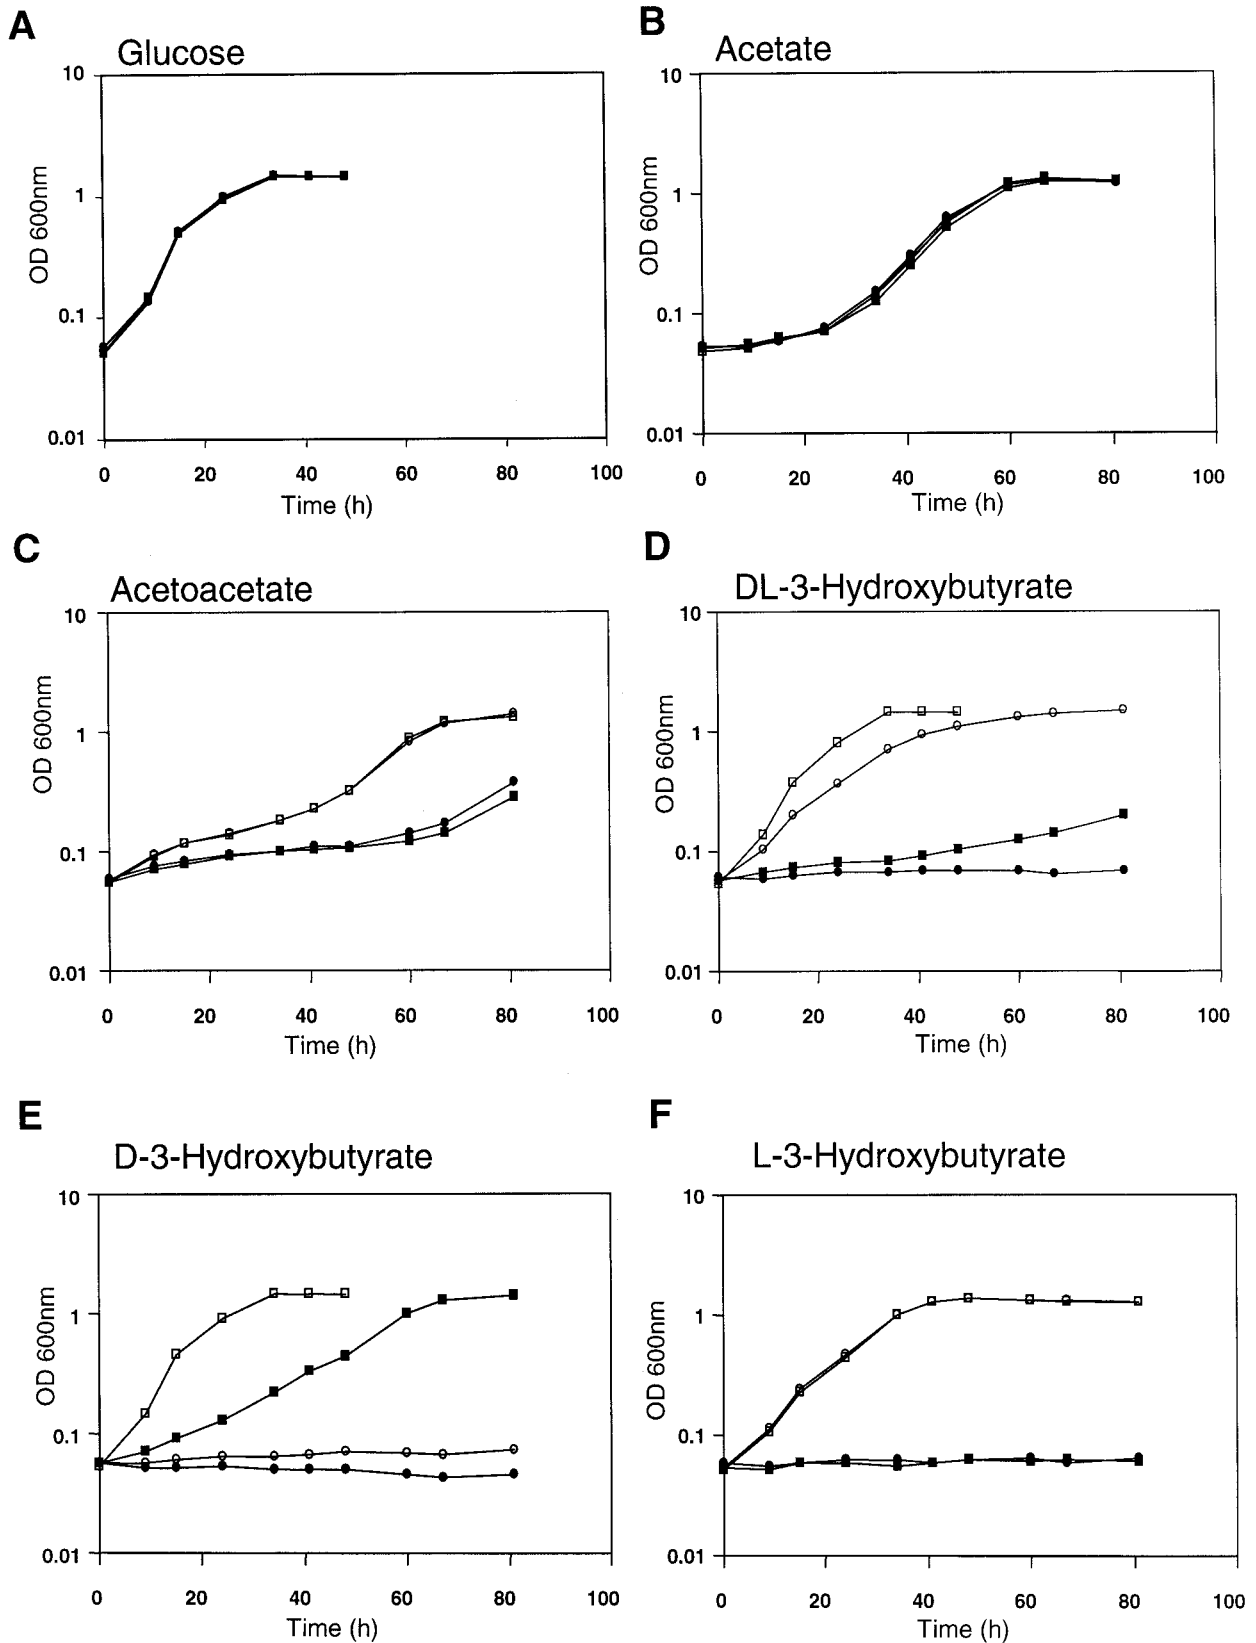 A
Glucose
10
1
0.1
0.01
OD 600nm
0 20 40 60 80 100
Time (h)
B
Acetate
10
1
0.1
0.01
OD 600nm
0 20 40 60 80 100
Time (h)
C
Acetoacetate
10
1
0.1
0.01
OD 600nm
0 20 40 60 80 100
Time (h)
D
DL-3-Hydroxybutyrate
10
1
0.1
0.01
OD 600nm
0 20 40 60 80 100
Time (h)
E
D-3-Hydroxybutyrate
10
1
0.1
0.01
OD 600nm
0 20 40 60 80 100
Time (h)
F
L-3-Hydroxybutyrate
10
1
0.1
0.01
OD 600nm
0 20 40 60 80 100
Time (h)